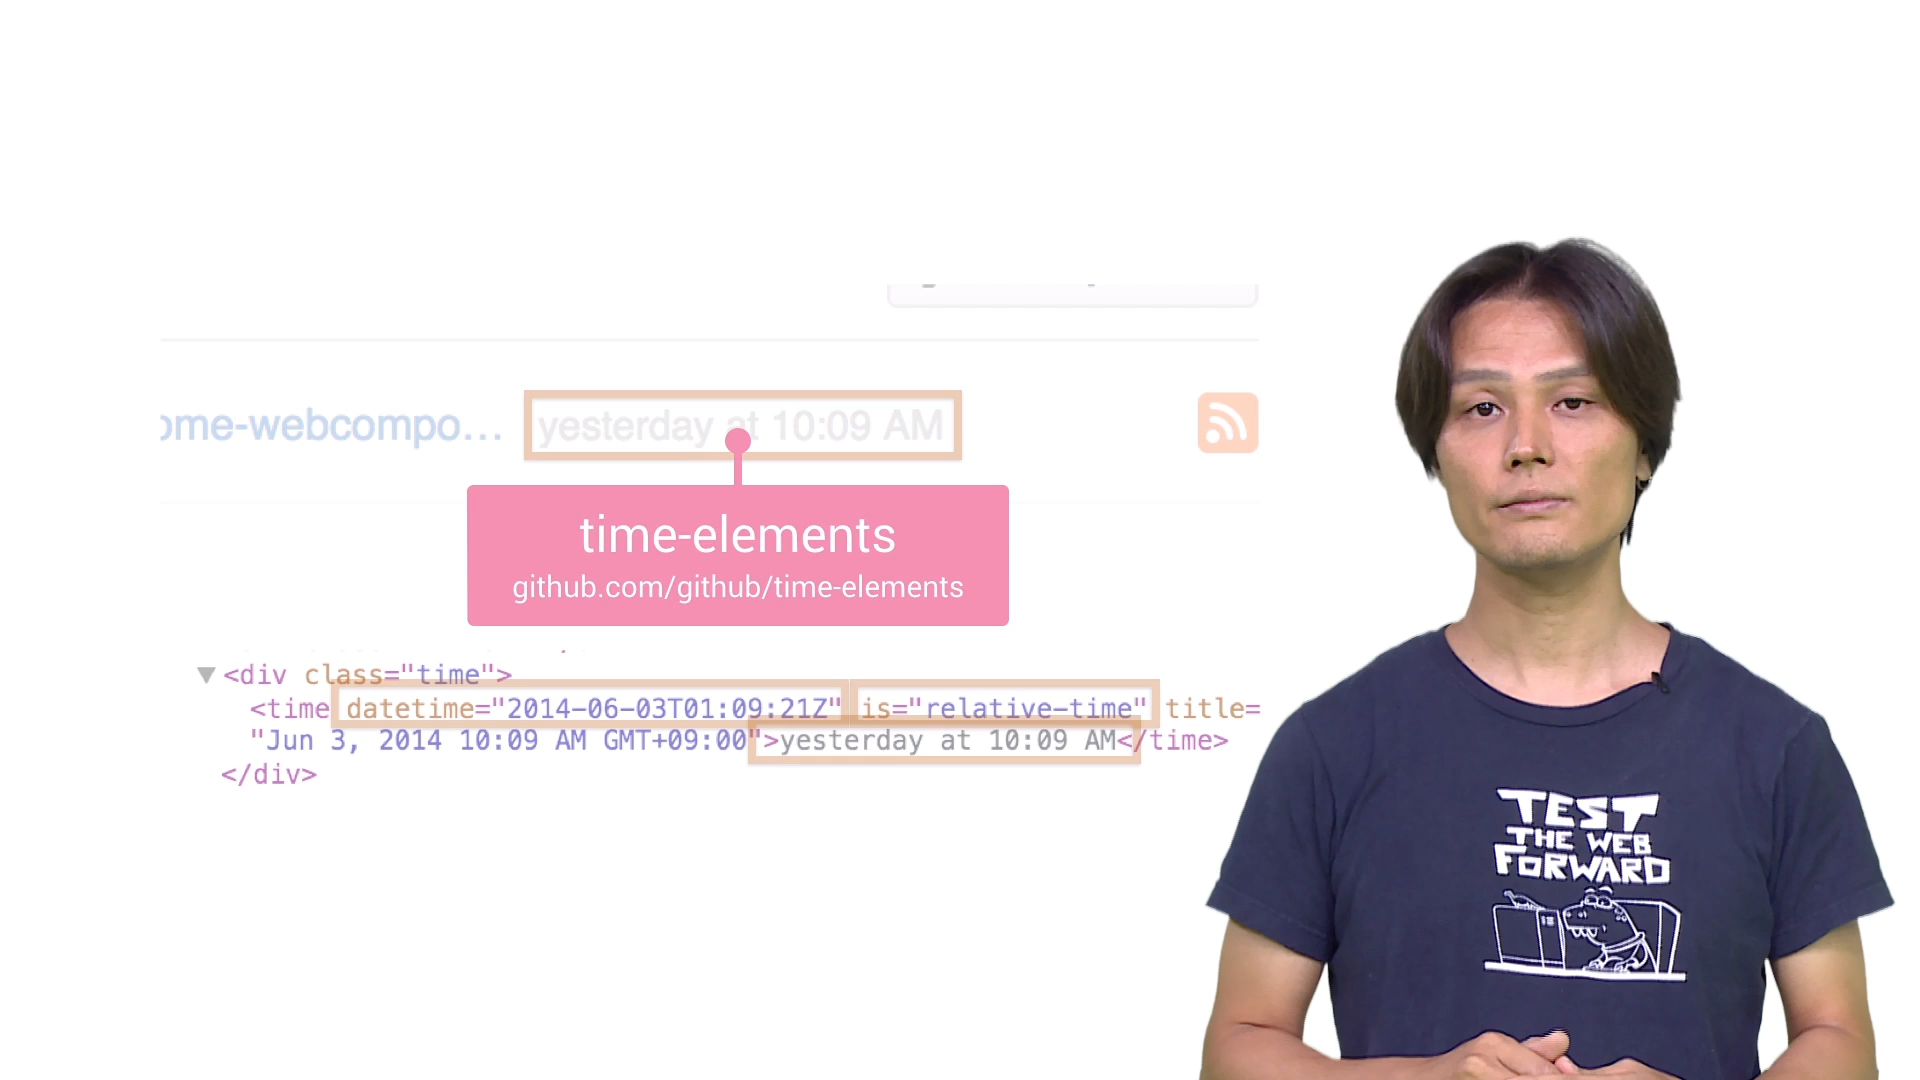 ome-webcompo...
yesterday at 10:09 AM
time-elements
github.com/github/time-elements
<div class="time">
<time datetime="2014-06-03T01:09:21Z" is="relative-time" title=
"Jun 3, 2014 10:09 AM GMT+09:00">yesterday at 10:09 AM</time>
</div>
TEST
THE WEB
FORWARD